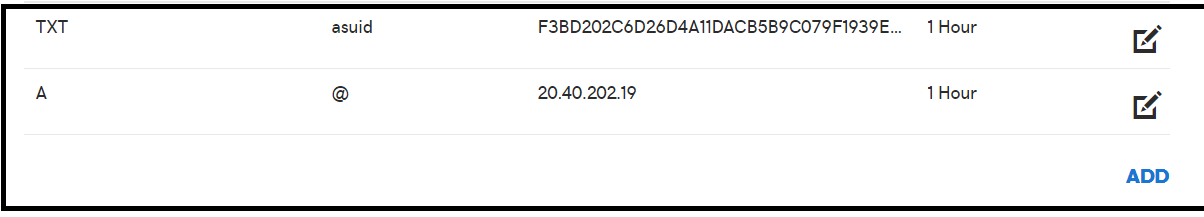 TXT asuid F3BD202C6D26D4A11DACB5B9C079F1939E... 1 Hour
A @ 20.40.202.19 1 Hour
ADD